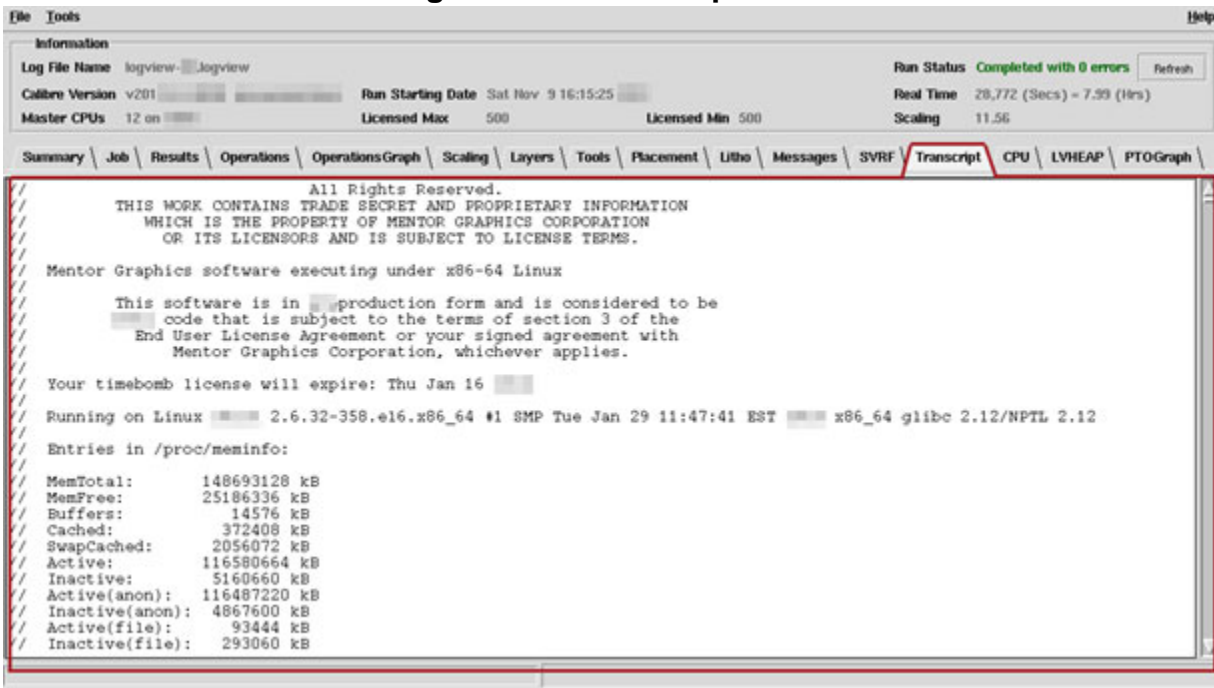 File Tools Help
Information
Log File Name logview- .logview Run Status Completed with 0 errors Refresh
Calibre Version v201 Run Starting Date Sat Nov 9 16:15:25 Real Time 28,772 (Secs) = 7.99 (Hrs)
Master CPUs 12 on Licensed Max 500 Licensed Min 500 Scaling 11.56
Summary \ Job \ Results \ Operations \ OperationsGraph \ Scaling \ Layers \ Tools \ Placement \ Litho \ Messages \ SVRF \ Transcript \ CPU \ LVHEAP \ PTOGraph \
// All Rights Reserved.
// THIS WORK CONTAINS TRADE SECRET AND PROPRIETARY INFORMATION
// WHICH IS THE PROPERTY OF MENTOR GRAPHICS CORPORATION
// OR ITS LICENSORS AND IS SUBJECT TO LICENSE TERMS.
//
// Mentor Graphics software executing under x86-64 Linux
//
// This software is in production form and is considered to be
// code that is subject to the terms of section 3 of the
// End User License Agreement or your signed agreement with
// Mentor Graphics Corporation, whichever applies.
//
// Your timebomb license will expire: Thu Jan 16
//
// Running on Linux 2.6.32-358.el6.x86_64 #1 SMP Tue Jan 29 11:47:41 EST x86_64 glibc 2.12/NPTL 2.12
//
// Entries in /proc/meminfo:
//
// MemTotal: 148693128 kB
// MemFree: 25186336 kB
// Buffers: 14576 kB
// Cached: 372408 kB
// SwapCached: 2056072 kB
// Active: 116580664 kB
// Inactive: 5160660 kB
// Active(anon): 116487220 kB
// Inactive(anon): 4867600 kB
// Active(file): 93444 kB
// Inactive(file): 293060 kB